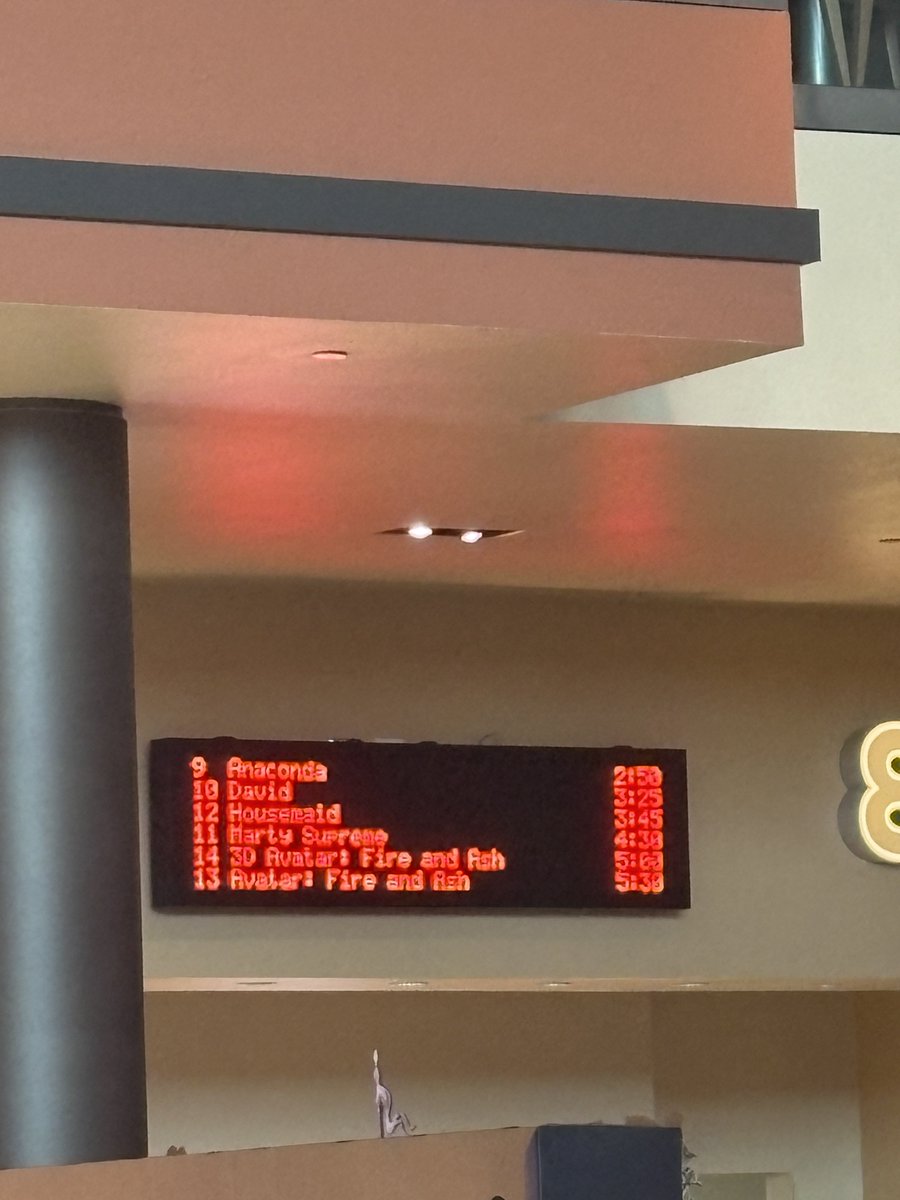 9 Anaconda 2:50
10 David 3:25
12 Housemaid 3:45
11 Marty Supreme 4:30
14 3D Avatar: Fire and Ash 5:00
13 Avatar: Fire and Ash 5:30
8